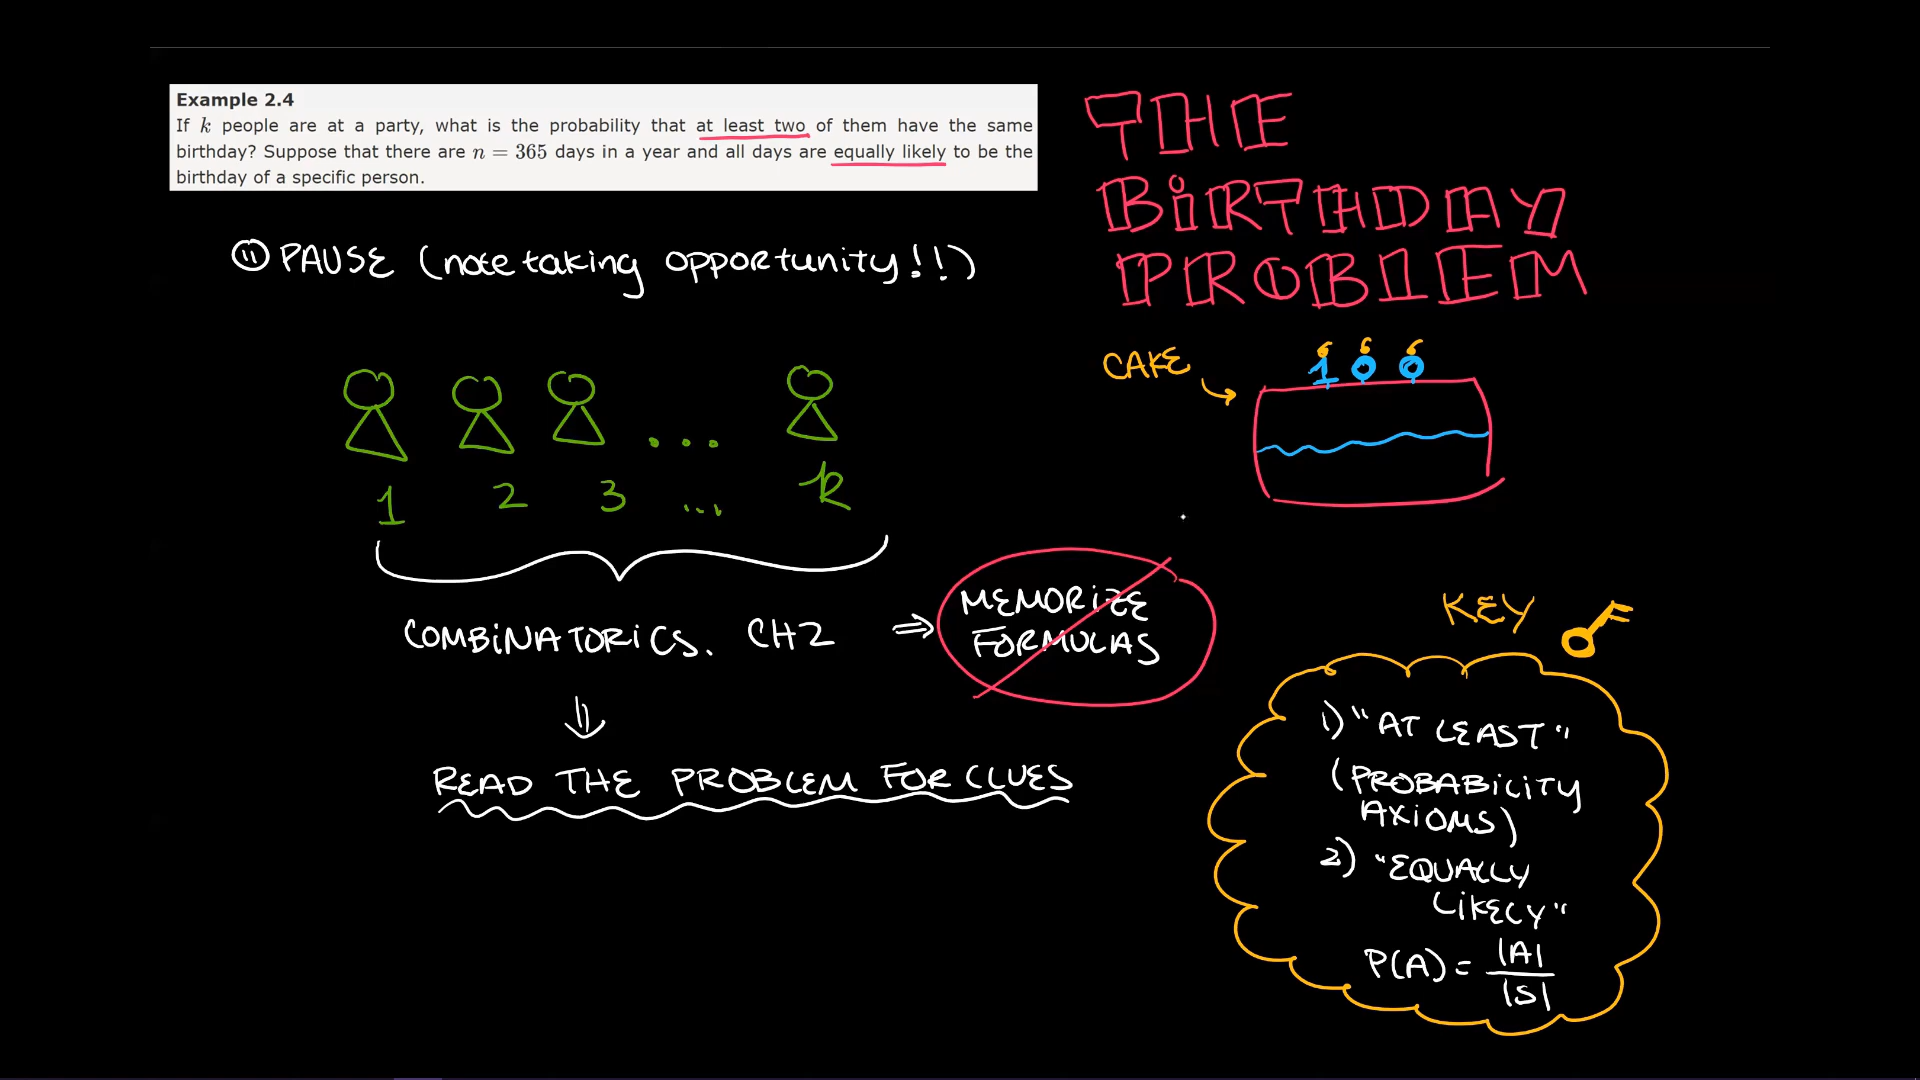 Example 2.4
If k people are at a party, what is the probability that at least two of them have the same
birthday? Suppose that there are n = 365 days in a year and all days are equally likely to be the
birthday of a specific person.
THE
BiRTHDAY
PROBLEM
PAUSE (note taking opportunity!!)
CAKE
100
1 2 3 ... k
COMBiNATORiCS. CH2 ⇒ MEMORiZE
FORMULAS
READ THE PROBLEM FOR CLUES
KEY
1) "AT LEAST"
(PROBABiLiTY
AXiOMS)
2) "EQUALLY
LiKELY"
P(A) = |A|
|S|